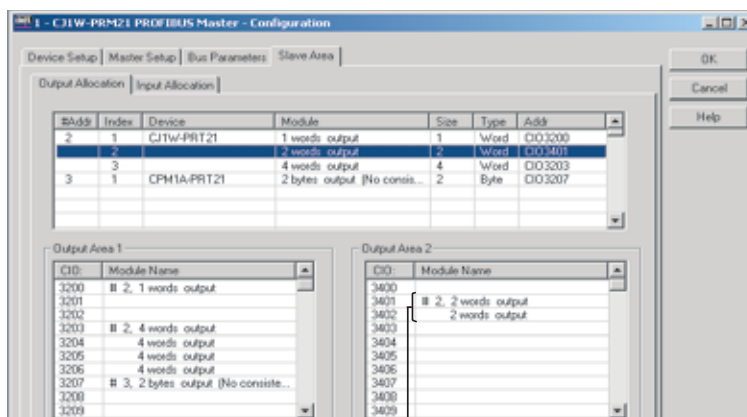 1 - CJ1W-PRM21 PROFIBUS Master - Configuration
Device Setup Master Setup Bus Parameters Slave Area
OK
Output Allocation Input Allocation
Cancel
Help
#Addr Index Device Module Size Type Addr
2 1 CJ1W-PRT21 1 words output 1 Word CIO3200
2 2 words output 2 Word CIO3401
3 4 words output 4 Word CIO3203
3 1 CPM1A-PRT21 2 bytes output (No consis... 2 Byte CIO3207
Output Area 1
CIO: Module Name
3200 # 2, 1 words output
3201
3202
3203 # 2, 4 words output
3204 4 words output
3205 4 words output
3206 4 words output
3207 # 3, 2 bytes output (No consiste...
3208
3209
Output Area 2
CIO: Module Name
3400
3401 # 2, 2 words output
3402 2 words output
3403
3404
3405
3406
3407
3408
3409